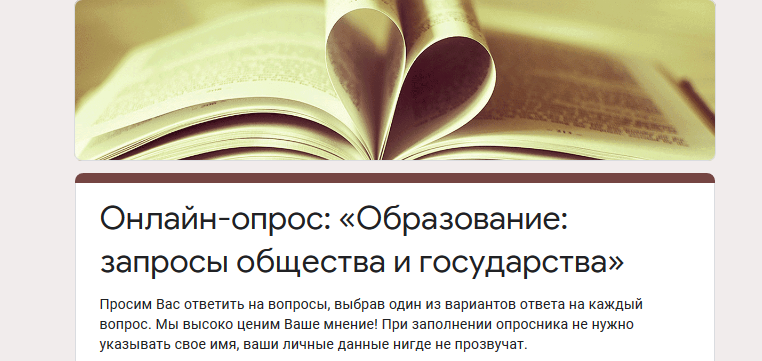 Онлайн-опрос: «Образование:
запросы общества и государства»
Просим Вас ответить на вопросы, выбрав один из вариантов ответа на каждый
вопрос. Мы высоко ценим Ваше мнение! При заполнении опросника не нужно
указывать свое имя, ваши личные данные нигде не прозвучат.